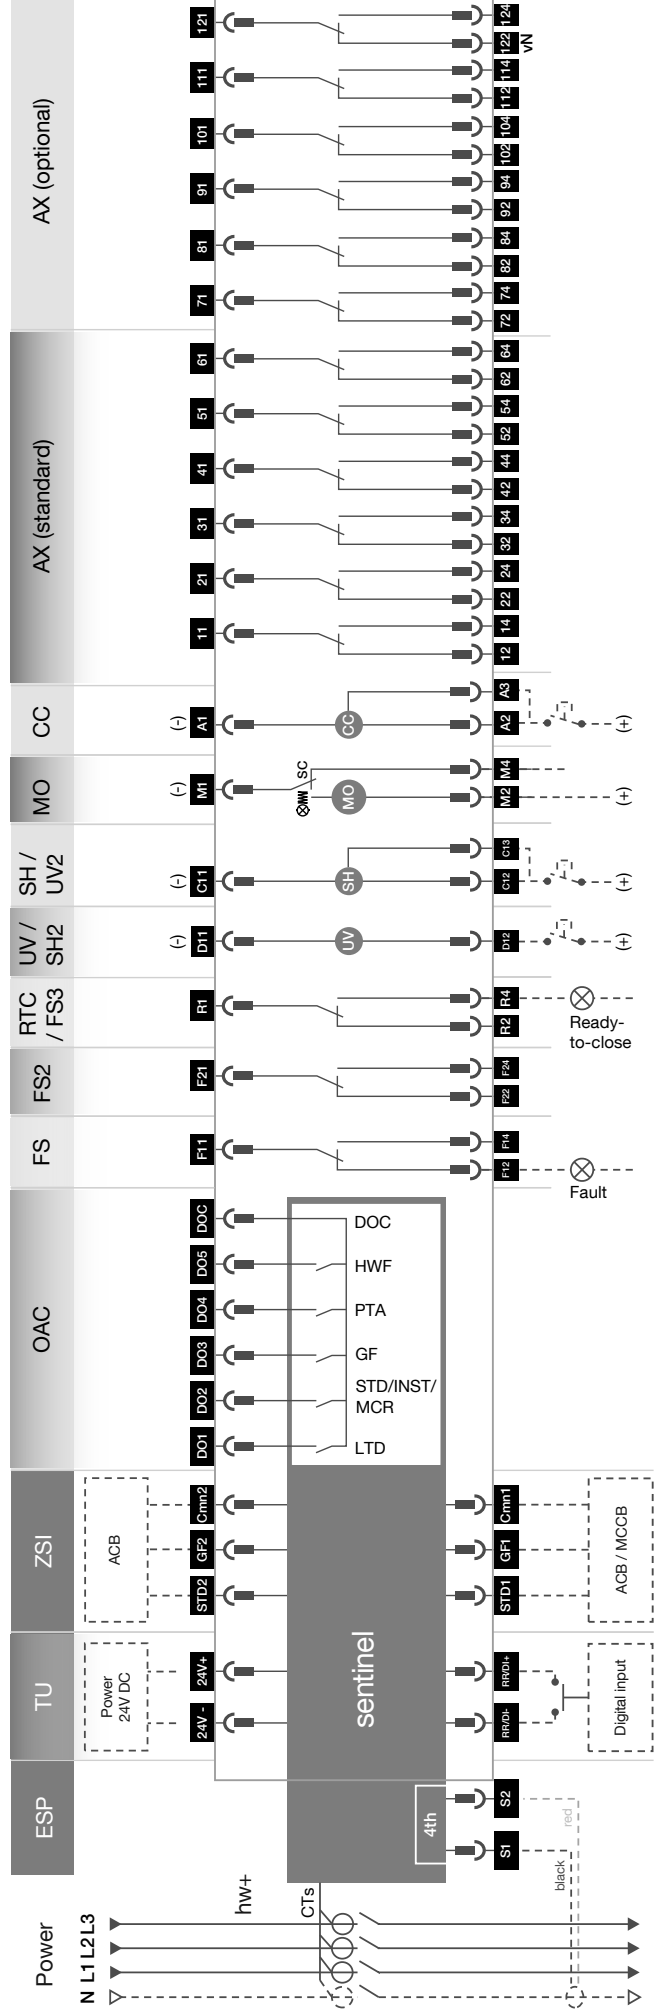 Power
ESP
TU
ZSI
OAC
FS
FS2
RTC
/ FS3
UV /
SH2
SH /
UV2
MO
CC
AX (standard)
AX (optional)
N L1 L2 L3
Power
24V DC
ACB
(-)
(-)
(-)
(-)
24V -
24V+
STD2
GF2
Cmn2
DO1
DO2
DO3
DO4
DO5
DOC
F11
F21
R1
D11
C11
M1
A1
11
21
31
41
51
61
71
81
91
101
111
121
hw+
CTs
sentinel
LTD
STD/INST/
MCR
GF
PTA
HWF
DOC
UV
SH
MO
SC
CC
4th
S1
S2
RR/DI-
RR/DI+
STD1
GF1
Cmn1
F12
F14
F22
F24
R2
R4
D12
C12
C13
M2
M4
A2
A3
12
14
22
24
32
34
42
44
52
54
62
64
72
74
82
84
92
94
102
104
112
114
122
124
vN
black
red
Digital input
ACB / MCCB
Fault
Ready-
to-close
(+)
(+)
(+)
(+)